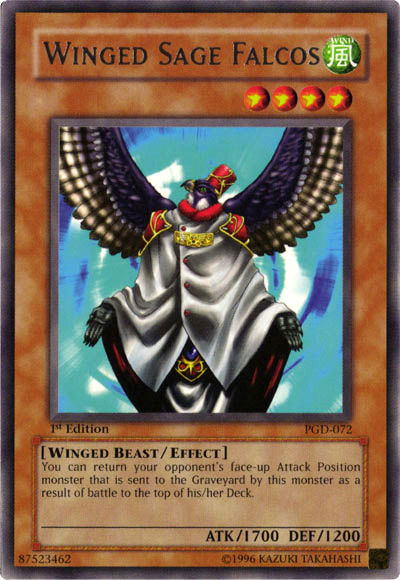 Winged Sage Falcos
WIND
風
1st Edition
PGD-072
[Winged Beast/Effect]
You can return your opponent's face-up Attack Position
monster that is sent to the Graveyard by this monster as a
result of battle to the top of his/her Deck.
ATK/1700 DEF/1200
87523462
©1996 KAZUKI TAKAHASHI